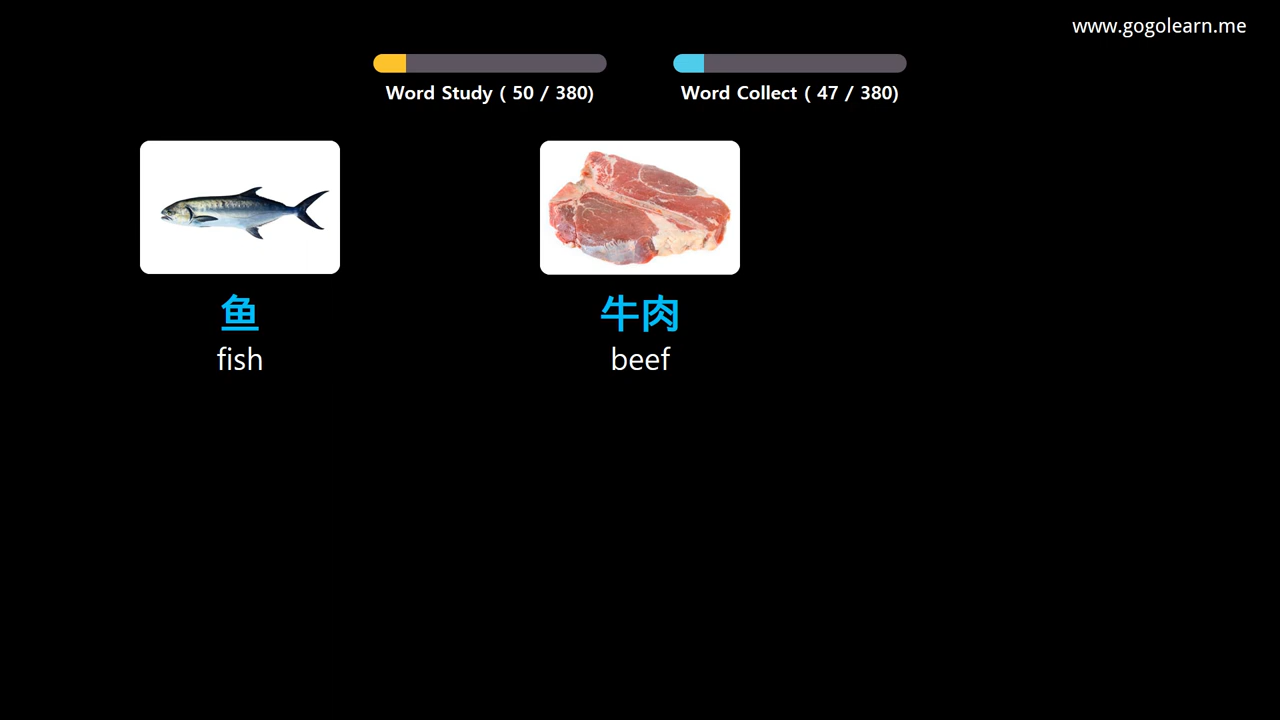 www.gogolearn.me
Word Study ( 50 / 380)
Word Collect ( 47 / 380)
鱼
fish
牛肉
beef